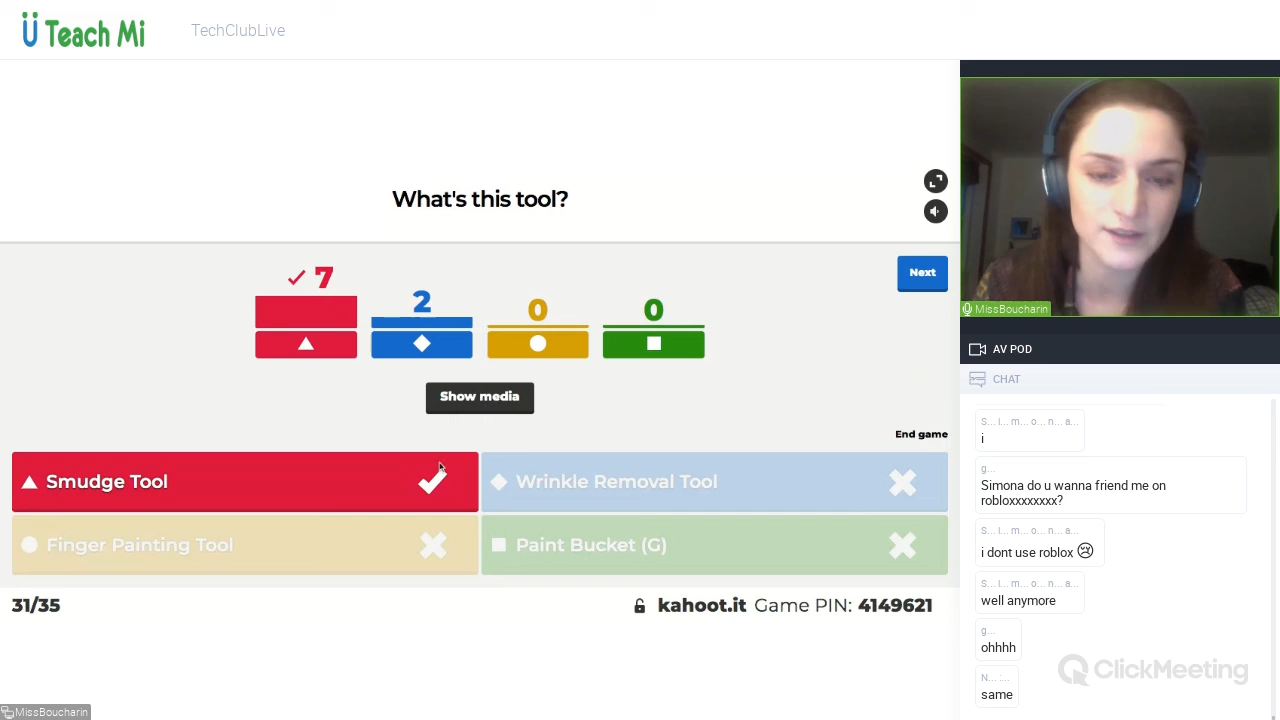 Ü Teach Mi
TechClubLive
What's this tool?
7
2
0
0
Next
Show media
End game
Smudge Tool
Wrinkle Removal Tool
Finger Painting Tool
Paint Bucket (G)
31/35
kahoot.it Game PIN: 4149621
MissBoucharin
MissBoucharin
AV POD
CHAT
S... i... m... o... n... a...
i
g...
Simona do u wanna friend me on
robloxxxxxxxx?
S... i... m... o... n... a...
i dont use roblox 😢
S... i... m... o... n... a...
well anymore
g...
ohhhh
N... :...
same
ClickMeeting